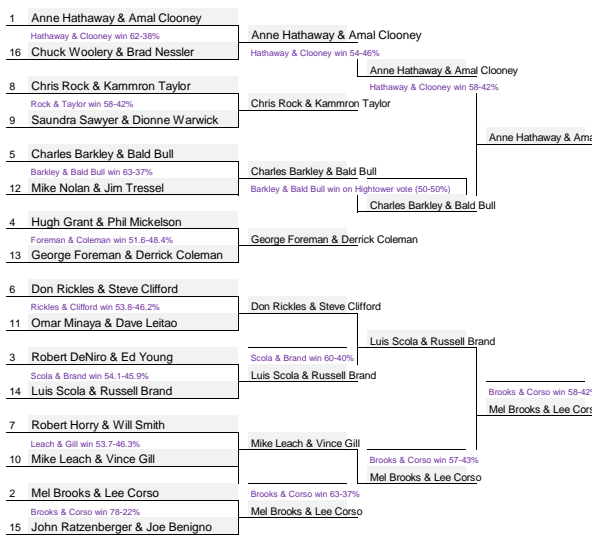 1 Anne Hathaway & Amal Clooney
Hathaway & Clooney win 62-38%
16 Chuck Woolery & Brad Nessler
8 Chris Rock & Kammron Taylor
Rock & Taylor win 58-42%
9 Saundra Sawyer & Dionne Warwick
5 Charles Barkley & Bald Bull
Barkley & Bald Bull win 63-37%
12 Mike Nolan & Jim Tressel
4 Hugh Grant & Phil Mickelson
Foreman & Coleman win 51.6-48.4%
13 George Foreman & Derrick Coleman
6 Don Rickles & Steve Clifford
Rickles & Clifford win 53.8-46.2%
11 Omar Minaya & Dave Leitao
3 Robert DeNiro & Ed Young
Scola & Brand win 54.1-45.9%
14 Luis Scola & Russell Brand
7 Robert Horry & Will Smith
Leach & Gill win 53.7-46.3%
10 Mike Leach & Vince Gill
2 Mel Brooks & Lee Corso
Brooks & Corso win 78-22%
15 John Ratzenberger & Joe Benigno
Anne Hathaway & Amal Clooney
Hathaway & Clooney win 54-46%
Chris Rock & Kammron Taylor
Charles Barkley & Bald Bull
Barkley & Bald Bull win on Hightower vote (50-50%)
George Foreman & Derrick Coleman
Don Rickles & Steve Clifford
Scola & Brand win 60-40%
Luis Scola & Russell Brand
Mike Leach & Vince Gill
Brooks & Corso win 63-37%
Mel Brooks & Lee Corso
Anne Hathaway & Amal Clooney
Hathaway & Clooney win 58-42%
Charles Barkley & Bald Bull
Luis Scola & Russell Brand
Brooks & Corso win 57-43%
Mel Brooks & Lee Corso
Anne Hathaway & Ama
Brooks & Corso win 58-42%
Mel Brooks & Lee Cors